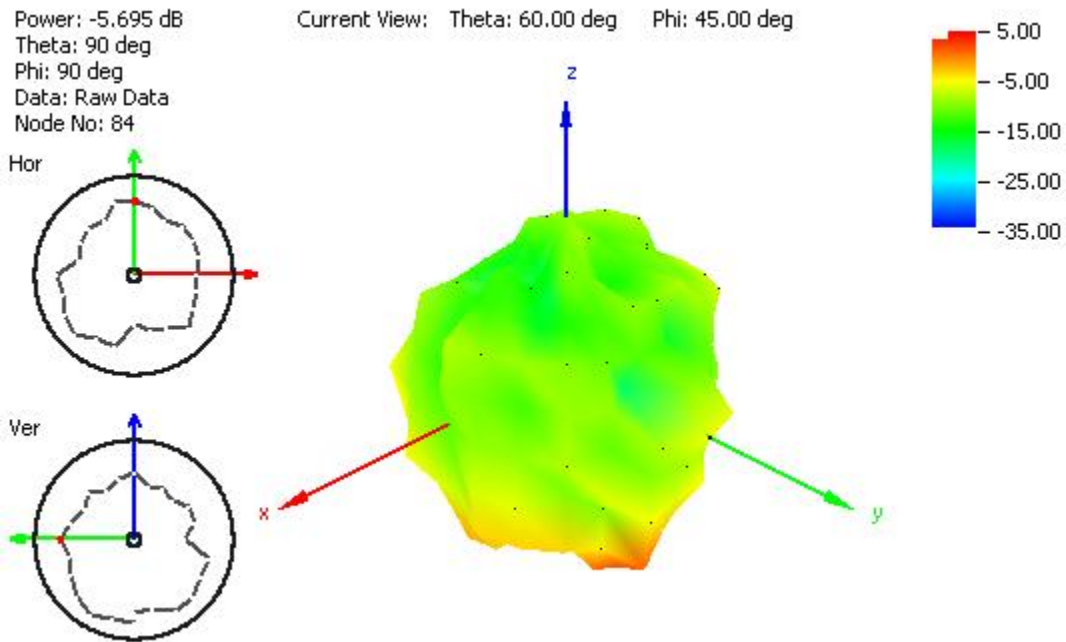 Power: -5.695 dB
Theta: 90 deg
Phi: 90 deg
Data: Raw Data
Node No: 84
Current View: Theta: 60.00 deg Phi: 45.00 deg
5.00
-5.00
-15.00
-25.00
-35.00
Hor
Ver
z
x
y